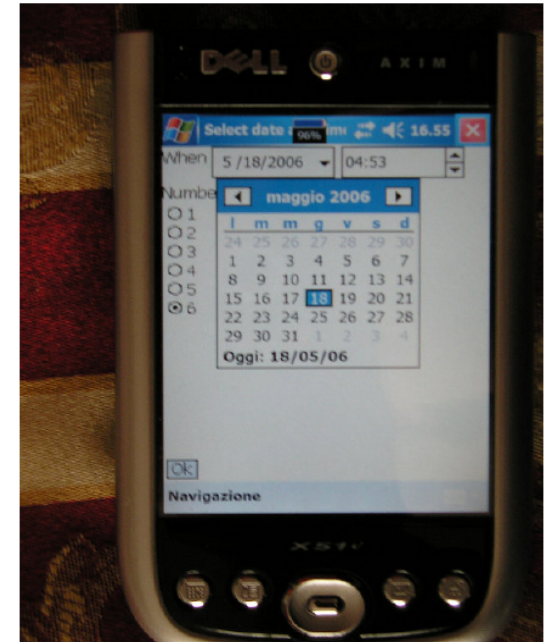 DELL AXIM
Select date 96% 16.55
When 5 /18/2006 04:53
Numbe
1
2
3
4
5
6
maggio 2006
l m m g v s d
24 25 26 27 28 29 30
1 2 3 4 5 6 7
8 9 10 11 12 13 14
15 16 17 18 19 20 21
22 23 24 25 26 27 28
29 30 31 1 2 3 4
Oggi: 18/05/06
Ok
Navigazione
X51v